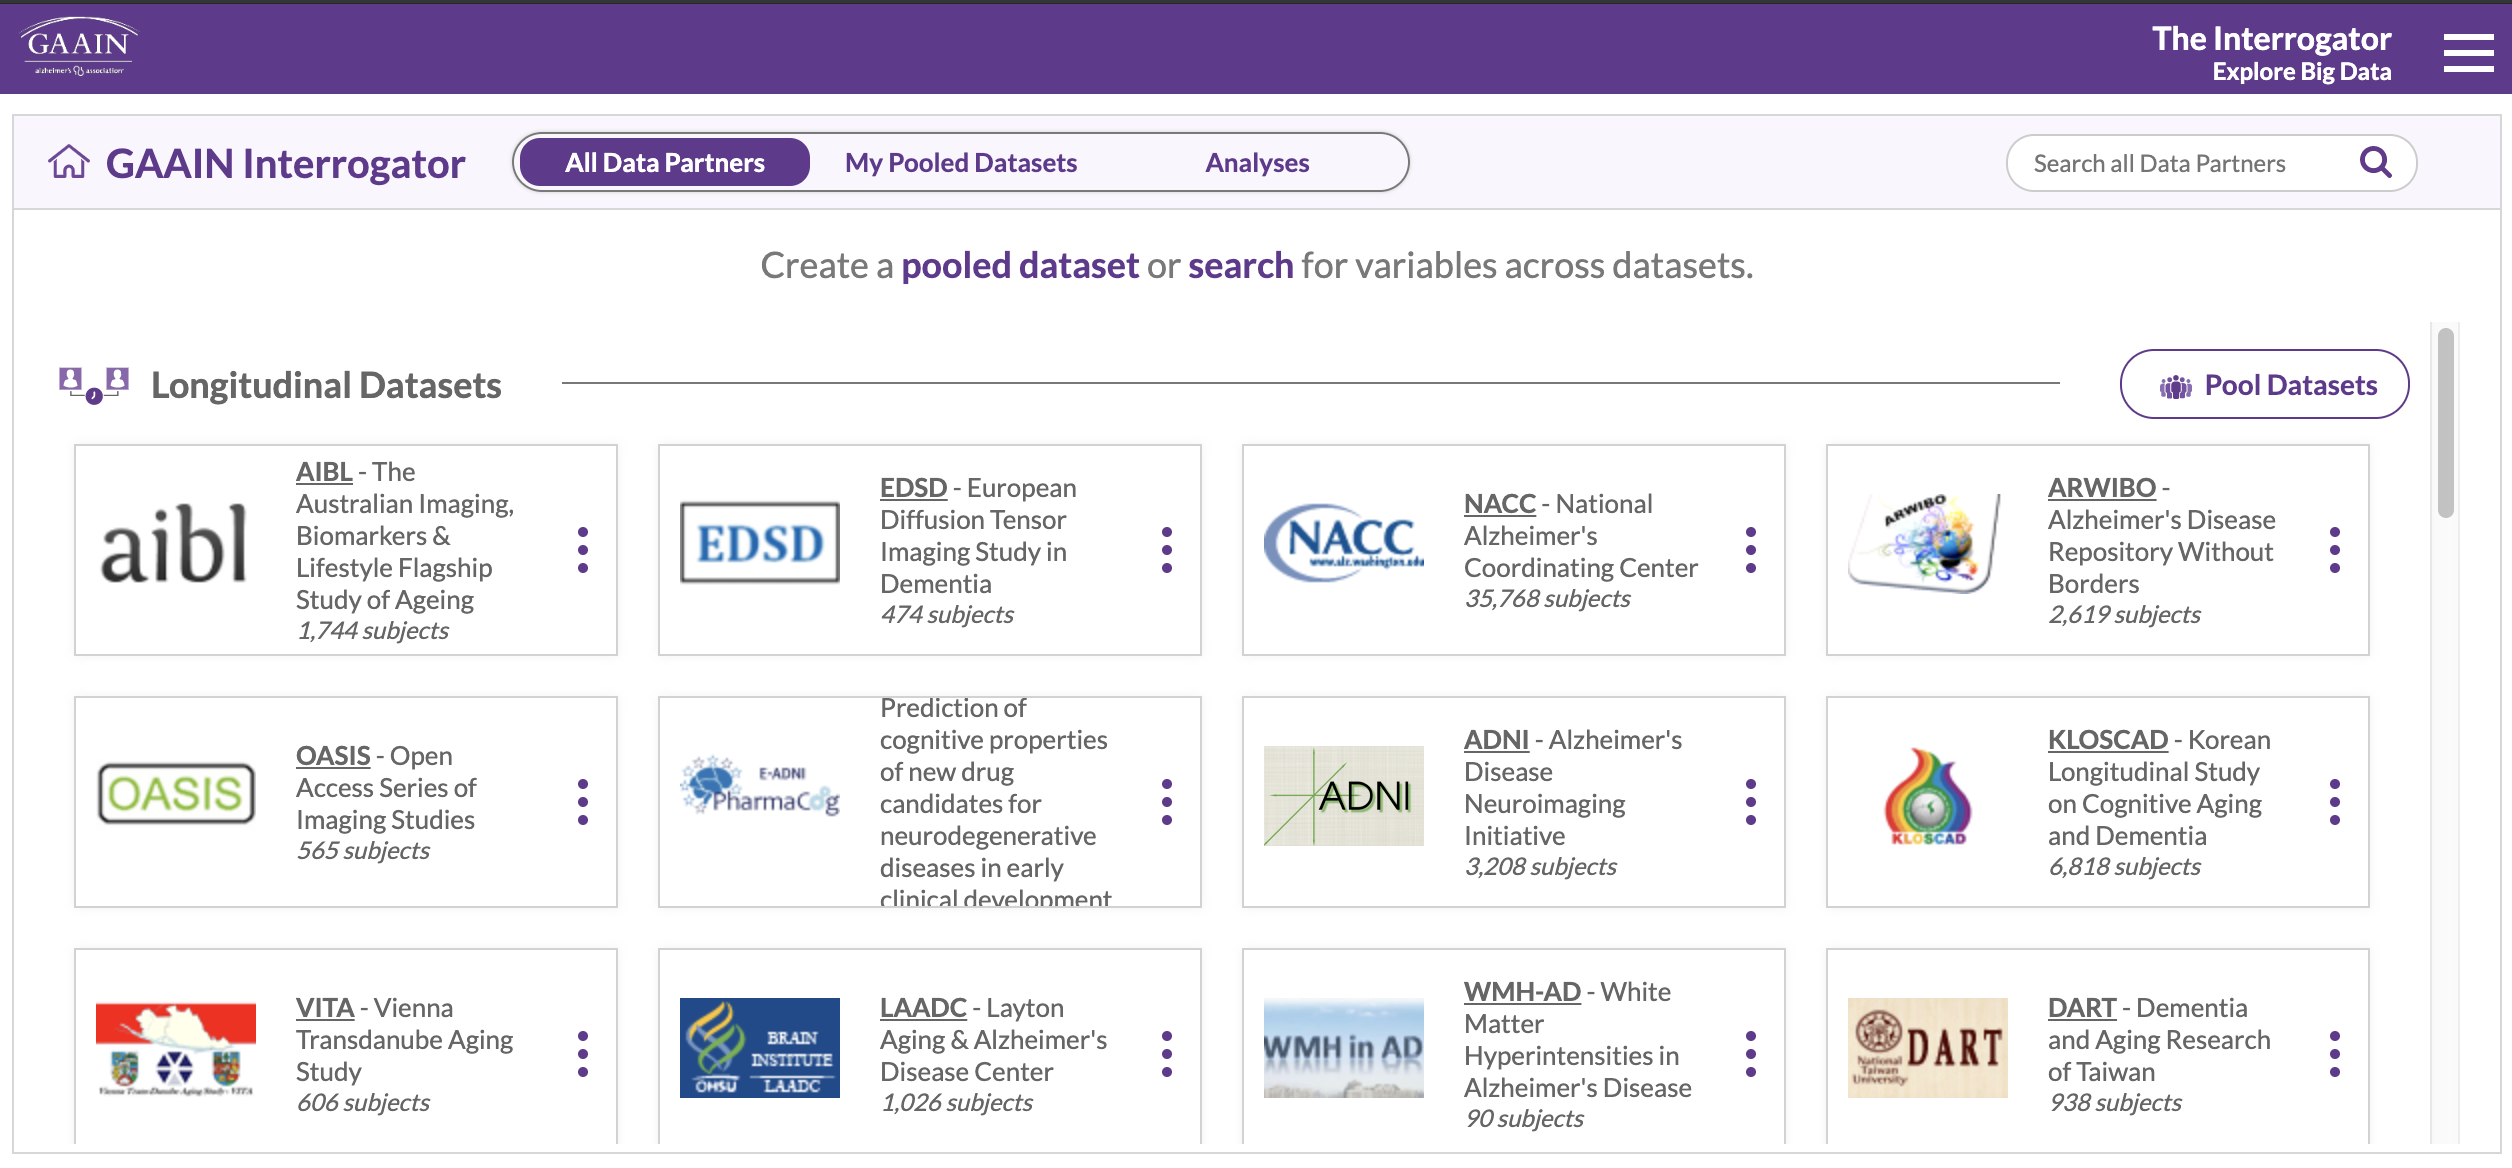 GAAIN
alzheimer's association
The Interrogator
Explore Big Data
GAAIN Interrogator
All Data Partners
My Pooled Datasets
Analyses
Search all Data Partners
Create a pooled dataset or search for variables across datasets.
Longitudinal Datasets
Pool Datasets
aibl
AIBL - The
Australian Imaging,
Biomarkers &
Lifestyle Flagship
Study of Ageing
1,744 subjects
EDSD
EDSD - European
Diffusion Tensor
Imaging Study in
Dementia
474 subjects
NACC
www.alz.washington.edu
NACC - National
Alzheimer's
Coordinating Center
35,768 subjects
ARWIBO
ARWIBO -
Alzheimer's Disease
Repository Without
Borders
2,619 subjects
OASIS
OASIS - Open
Access Series of
Imaging Studies
565 subjects
E-ADNI
PharmaCog
Prediction of
cognitive properties
of new drug
candidates for
neurodegenerative
diseases in early
clinical development
ADNI
ADNI - Alzheimer's
Disease
Neuroimaging
Initiative
3,208 subjects
KLOSCAD
KLOSCAD - Korean
Longitudinal Study
on Cognitive Aging
and Dementia
6,818 subjects
Vienna Trans-Danube Aging Study - VITA
VITA - Vienna
Transdanube Aging
Study
606 subjects
OHSU
BRAIN
INSTITUTE
LAADC
LAADC - Layton
Aging & Alzheimer's
Disease Center
1,026 subjects
WMH in AD
WMH-AD - White
Matter
Hyperintensities in
Alzheimer's Disease
90 subjects
National
Taiwan
University
DART
DART - Dementia
and Aging Research
of Taiwan
938 subjects